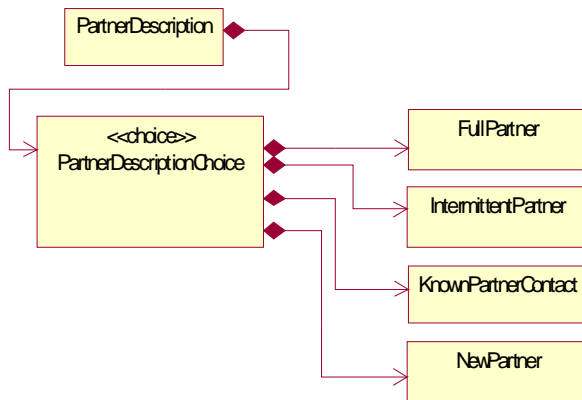 PartnerDescription
<<choice>>
PartnerDescriptionChoice
FullPartner
IntermittentPartner
KnownPartnerContact
NewPartner